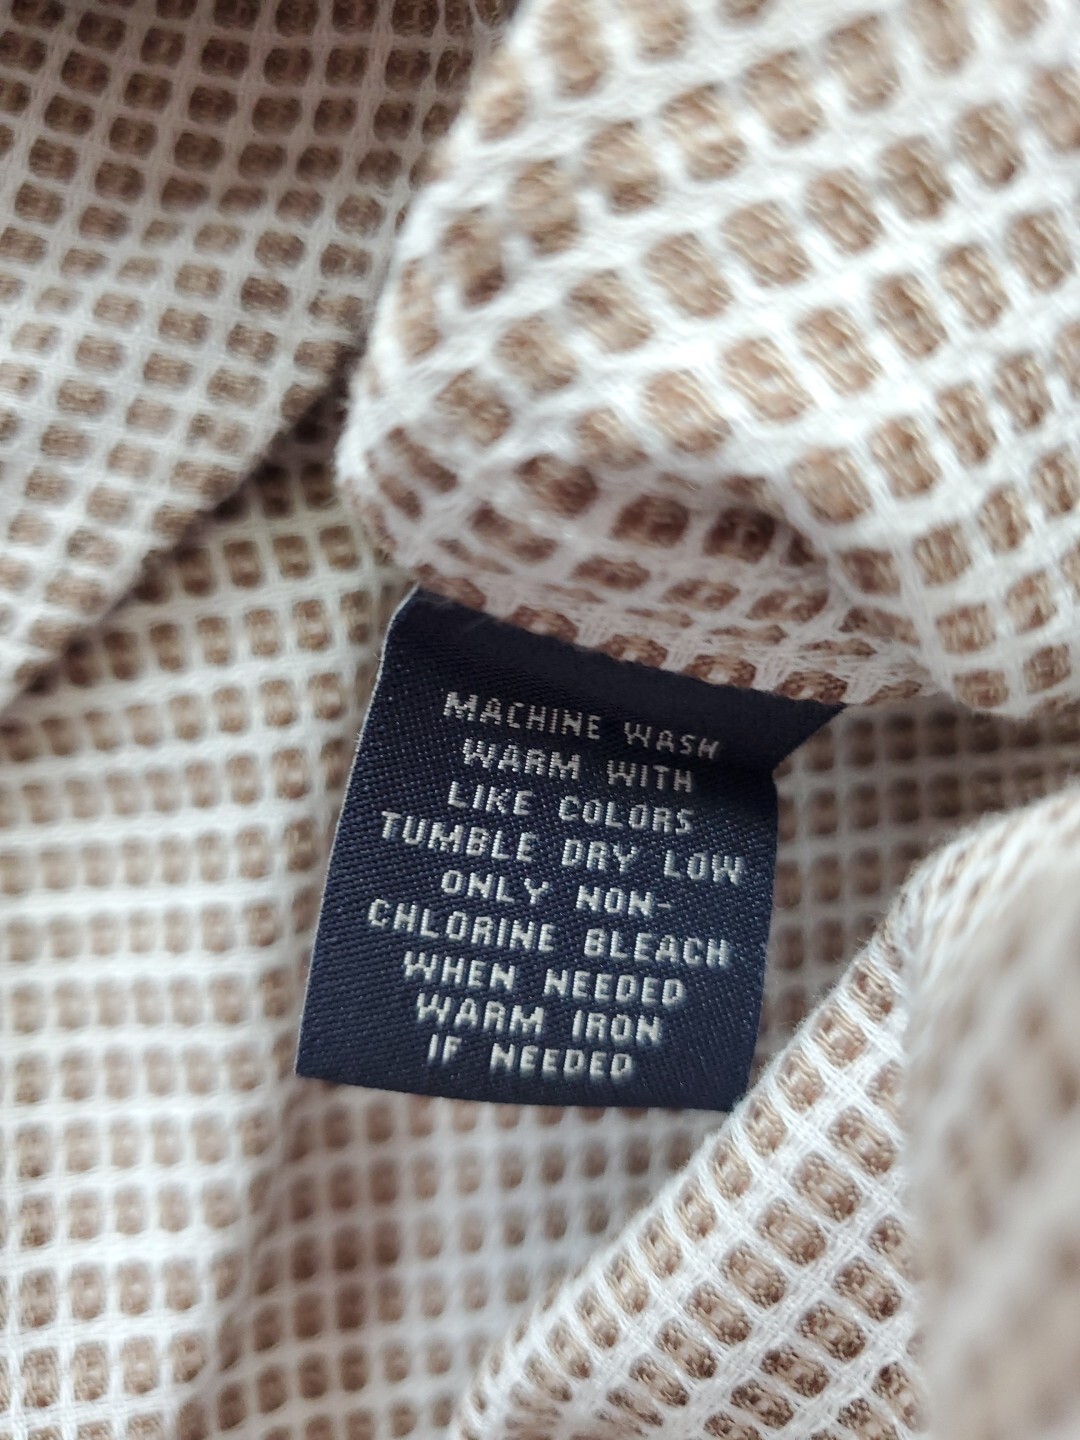 MACHINE WASH
WARM WITH
LIKE COLORS
TUMBLE DRY LOW
ONLY NON-
CHLORINE BLEACH
WHEN NEEDED
WARM IRON
IF NEEDED